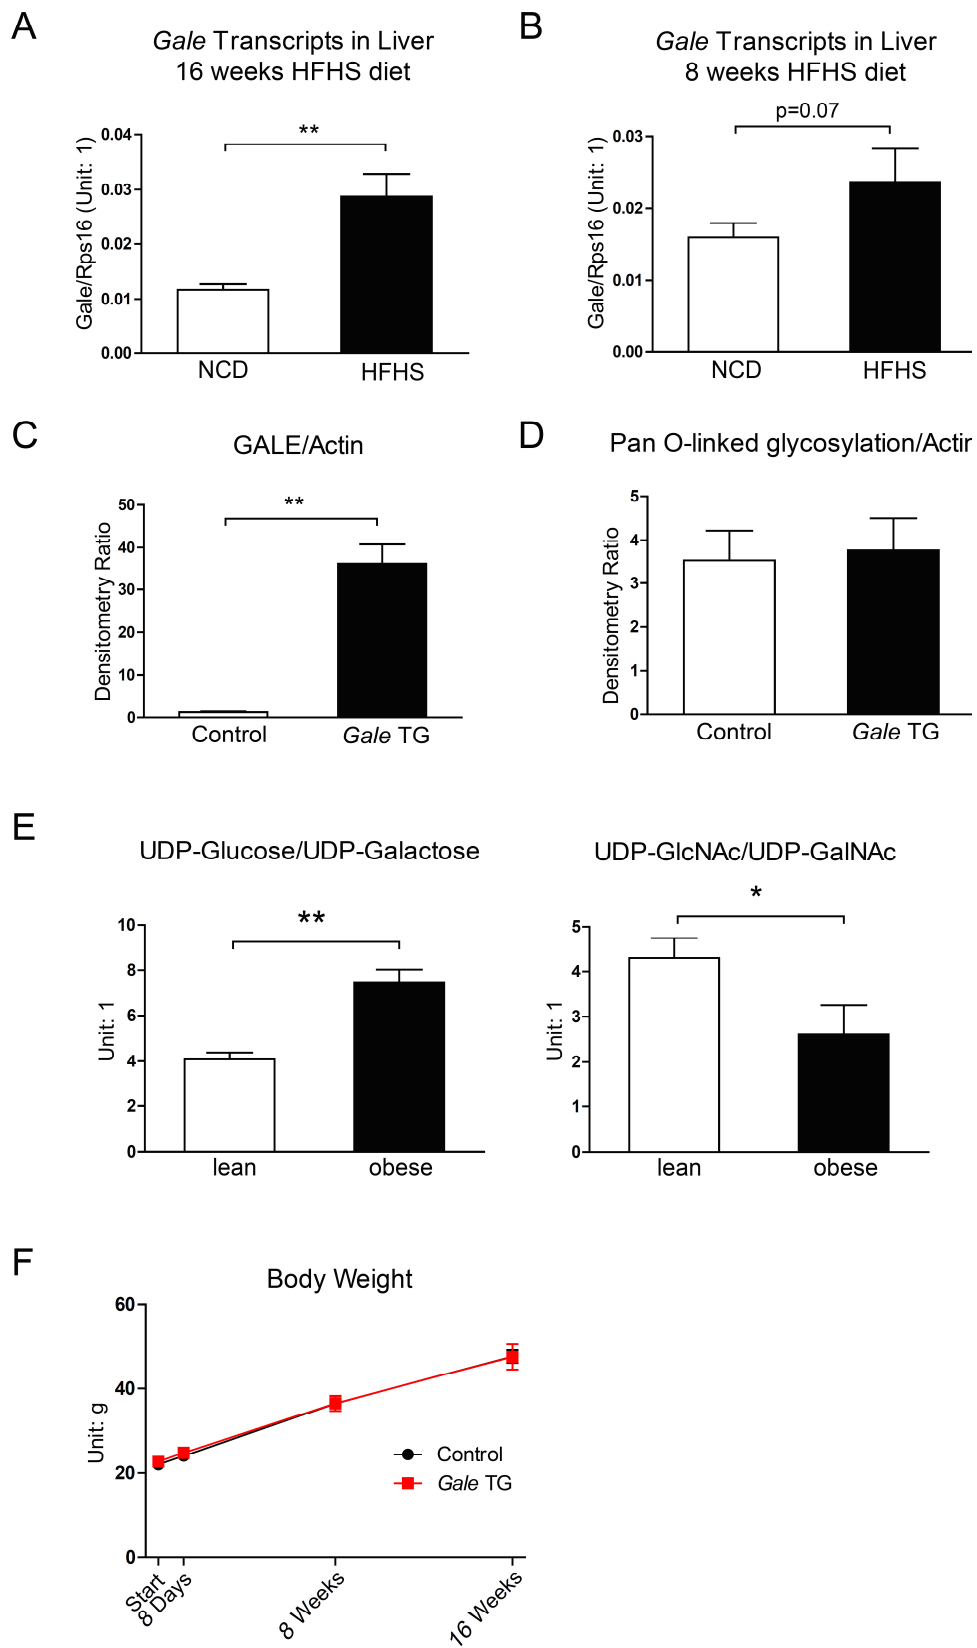 A
Gale Transcripts in Liver
16 weeks HFHS diet
**
Gale/Rps16 (Unit: 1)
0.04
0.03
0.02
0.01
0.00
NCD
HFHS
B
Gale Transcripts in Liver
8 weeks HFHS diet
p=0.07
Gale/Rps16 (Unit: 1)
0.03
0.02
0.01
0.00
NCD
HFHS
C
GALE/Actin
**
Densitometry Ratio
50
40
30
20
10
0
Control
Gale TG
D
Pan O-linked glycosylation/Actin
Densitometry Ratio
5
4
3
2
1
0
Control
Gale TG
E
UDP-Glucose/UDP-Galactose
**
Unit: 1
10
8
6
4
2
0
lean
obese
UDP-GlcNAc/UDP-GalNAc
*
Unit: 1
5
4
3
2
1
0
lean
obese
F
Body Weight
Unit: g
60
40
20
0
Control
Gale TG
Start
8 Days
8 Weeks
16 Weeks